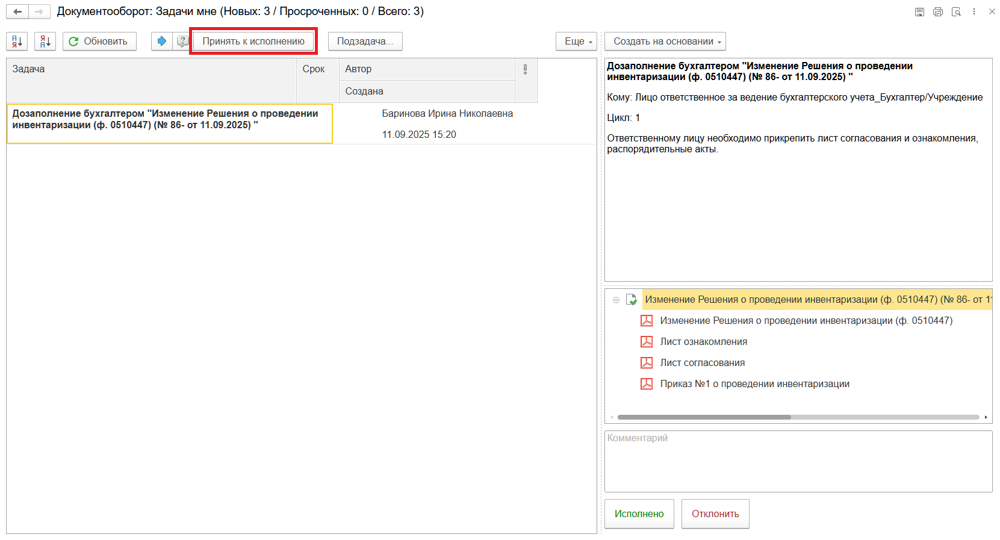 Документооборот: Задачи мне (Новых: 3 / Просроченных: 0 / Всего: 3)
А
Я
Я
А
Обновить
?
Принять к исполнению
Подзадача...
Еще
Создать на основании
Задача
Срок
Автор
Создана
Дозаполнение бухгалтером "Изменение Решения о проведении
инвентаризации (ф. 0510447) (№ 86- от 11.09.2025) "
Баринова Ирина Николаевна
11.09.2025 15:20
Дозаполнение бухгалтером "Изменение Решения о проведении
инвентаризации (ф. 0510447) (№ 86- от 11.09.2025) "
Кому: Лицо ответственное за ведение бухгалтерского учета_Бухгалтер/Учреждение
Цикл: 1
Ответственному лицу необходимо прикрепить лист согласования и ознакомления,
распорядительные акты.
Изменение Решения о проведении инвентаризации (ф. 0510447) (№ 86- от 1
Изменение Решения о проведении инвентаризации (ф. 0510447)
Лист ознакомления
Лист согласования
Приказ №1 о проведении инвентаризации
Комментарий
Исполнено
Отклонить